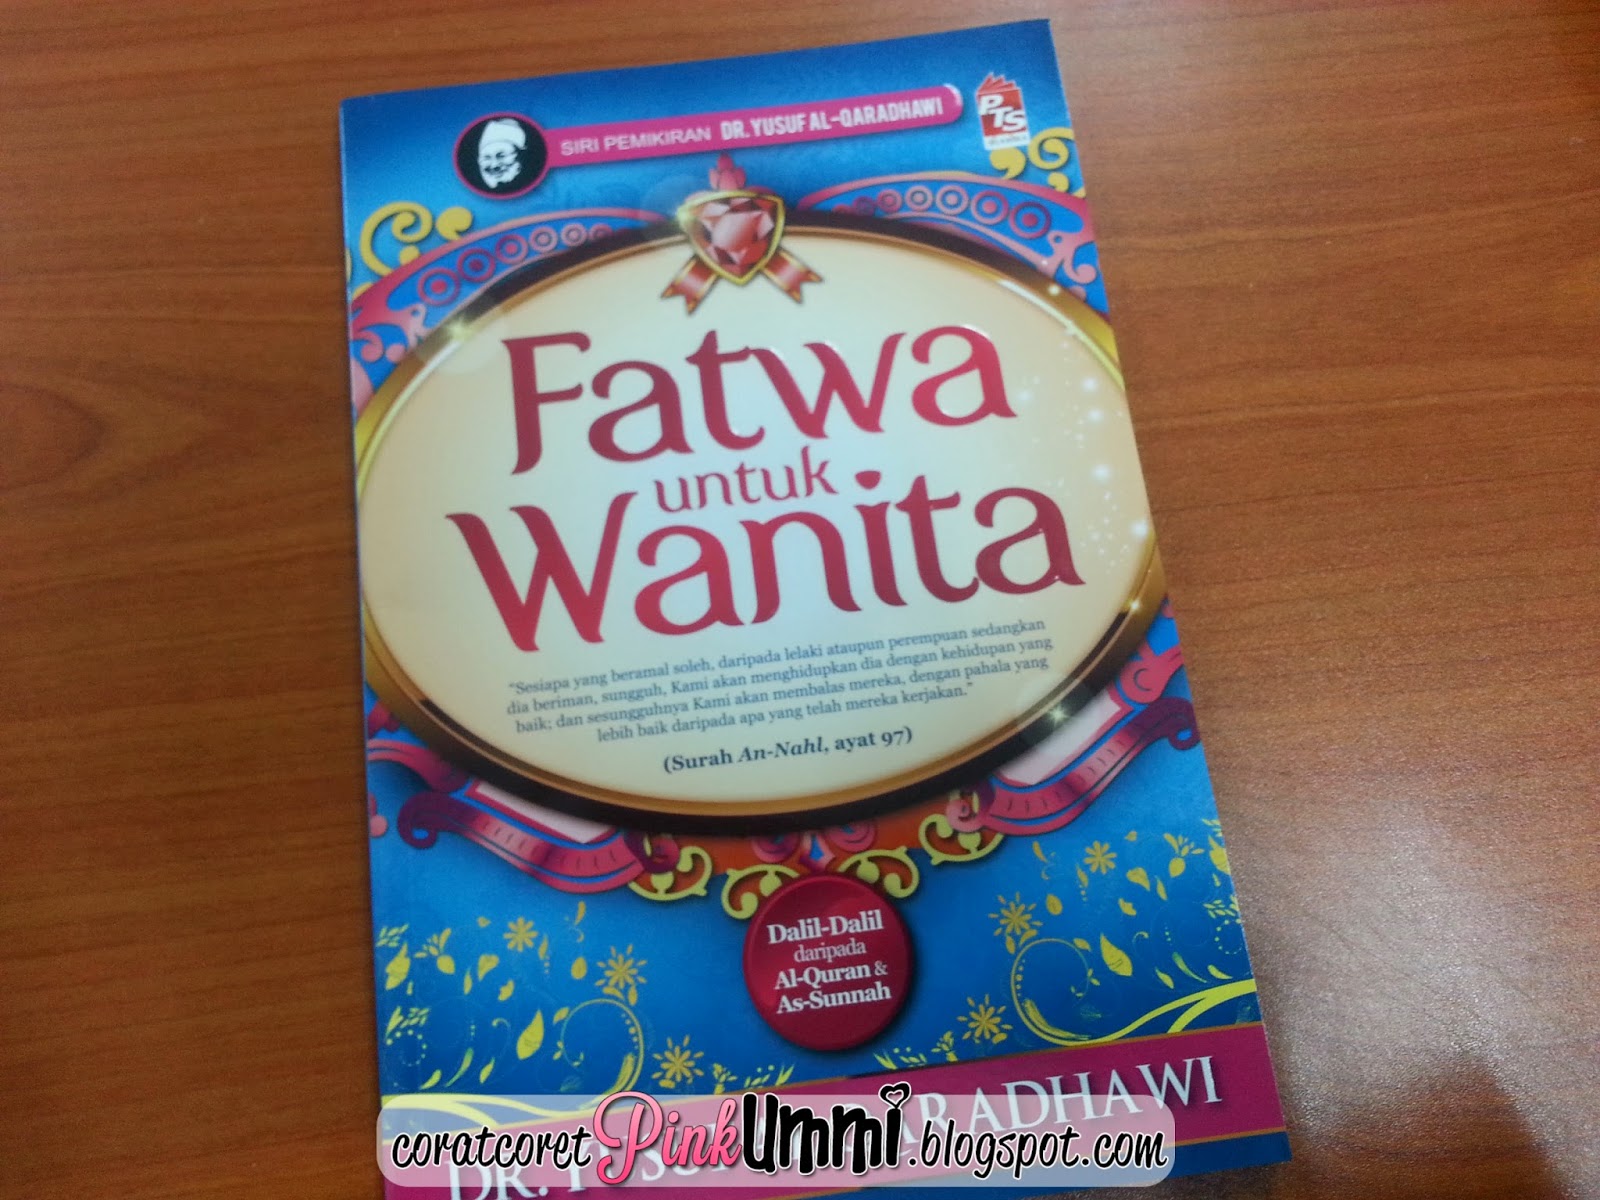 SIRI PEMIKIRAN DR. YUSUF AL-QARADHAWI
PTS
Fatwa
untuk
Wanita
"Sesiapa yang beramal soleh, daripada lelaki ataupun perempuan sedangkan
dia beriman, sungguh, Kami akan menghidupkan dia dengan kehidupan yang
baik; dan sesungguhnya Kami akan membalas mereka, dengan pahala yang
lebih baik daripada apa yang telah mereka kerjakan."
(Surah An-Nahl, ayat 97)
Dalil-Dalil
daripada
Al-Quran &
As-Sunnah
DR. YUSUF QARADHAWI
coratcoretPinkUmmi.blogspot.com